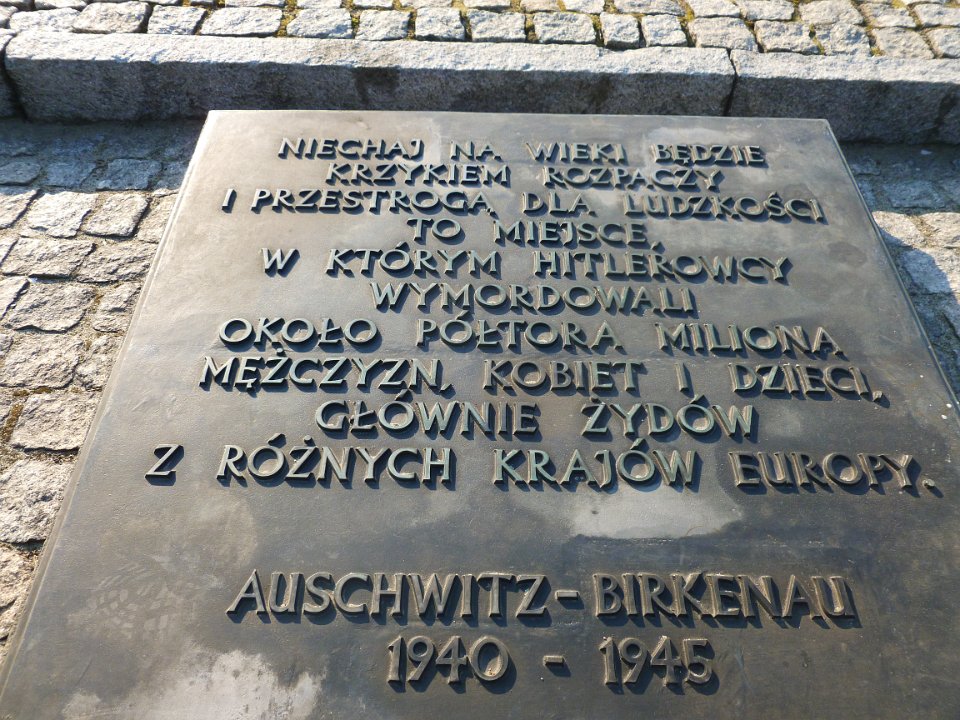 NIECHAJ NA WIEKI BĘDZIE
KRZYKIEM ROZPACZY
I PRZESTROGĄ DLA LUDZKOŚCI
TO MIEJSCE,
W KTÓRYM HITLEROWCY
WYMORDOWALI
OKOŁO PÓŁTORA MILIONA
MĘŻCZYZN, KOBIET I DZIECI,
GŁÓWNIE ŻYDÓW
Z RÓŻNYCH KRAJÓW EUROPY.
AUSCHWITZ - BIRKENAU
1940 - 1945